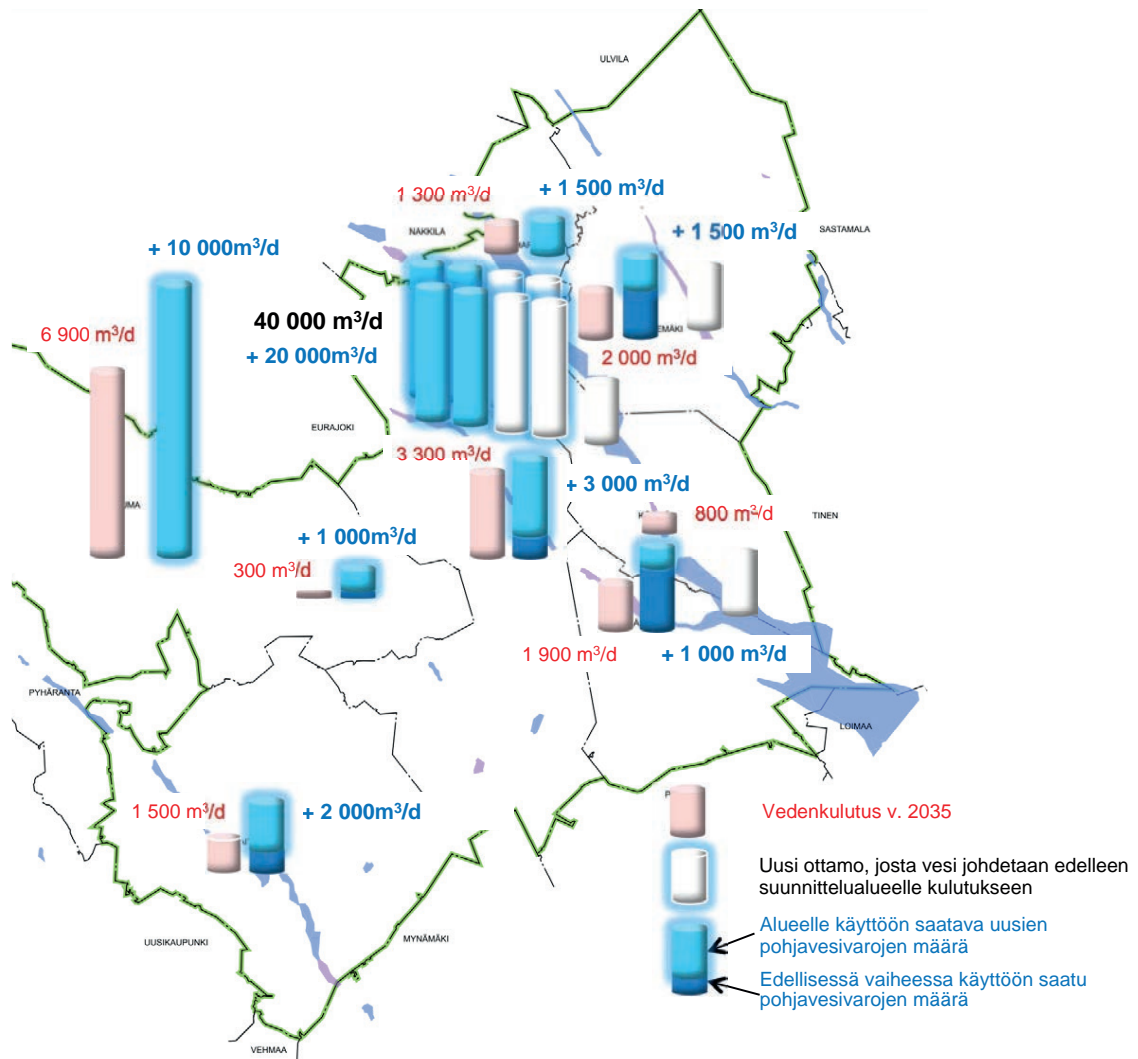 ULVILA
1 300 m³/d
+ 1 500 m³/d
NAKKILA
+ 1 500 m³/d
SASTAMALA
+ 10 000m³/d
40 000 m³/d
6 900 m³/d
+ 20 000m³/d
2 000 m³/d
EURAJOKI
3 300 m³/d
+ 3 000 m³/d
800 m³/d
TINEN
+ 1 000m³/d
300 m³/d
1 900 m³/d
+ 1 000 m³/d
PYHÄRANTA
LOIMAA
1 500 m³/d
+ 2 000m³/d
Vedenkulutus v. 2035
Uusi ottamo, josta vesi johdetaan edelleen
suunnittelualueelle kulutukseen
Alueelle käyttöön saatava uusien
pohjavesivarojen määrä
UUSIKAUPUNKI
MYNÄMÄKI
Edellisessä vaiheessa käyttöön saatu
pohjavesivarojen määrä
VEHMAA